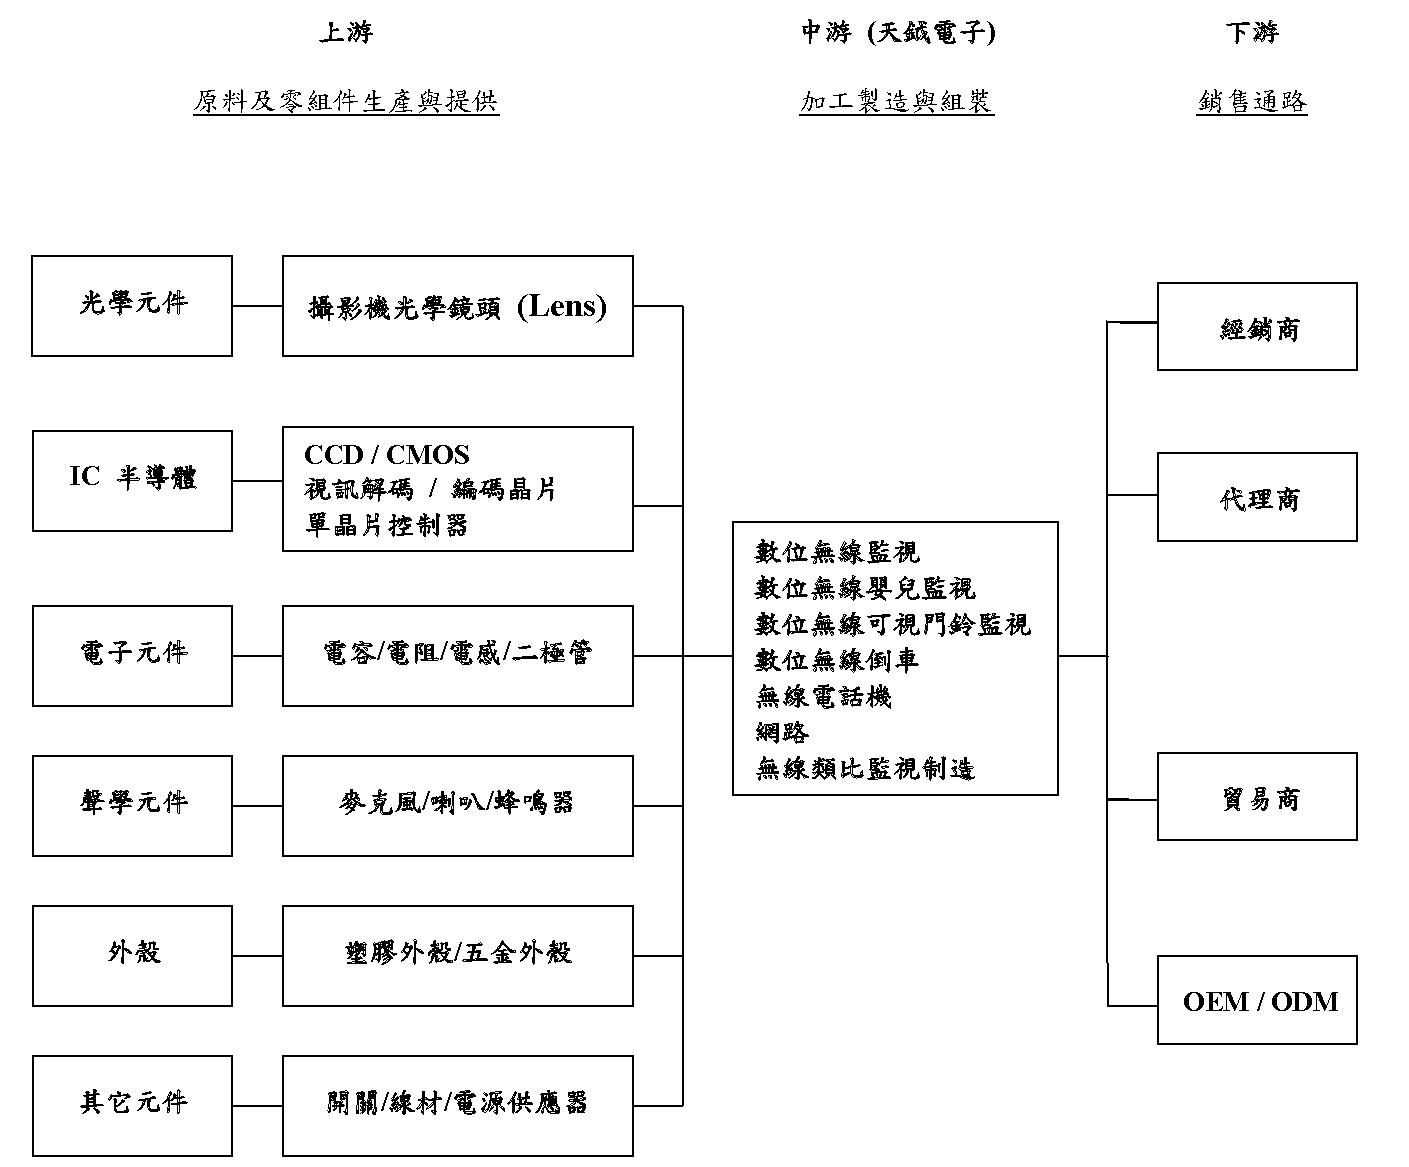 上游
中游 (天鉞電子)
下游
原料及零組件生產與提供
加工製造與組裝
銷售通路
光學元件
攝影機光學鏡頭 (Lens)
IC 半導體
CCD / CMOS
視訊解碼 / 編碼晶片
單晶片控制器
電子元件
電容/電阻/電感/二極管
聲學元件
麥克風/喇叭/蜂鳴器
外殼
塑膠外殼/五金外殼
其它元件
開關/線材/電源供應器
數位無線監視
數位無線嬰兒監視
數位無線可視門鈴監視
數位無線倒車
無線電話機
網路
無線類比監視制造
經銷商
代理商
貿易商
OEM / ODM